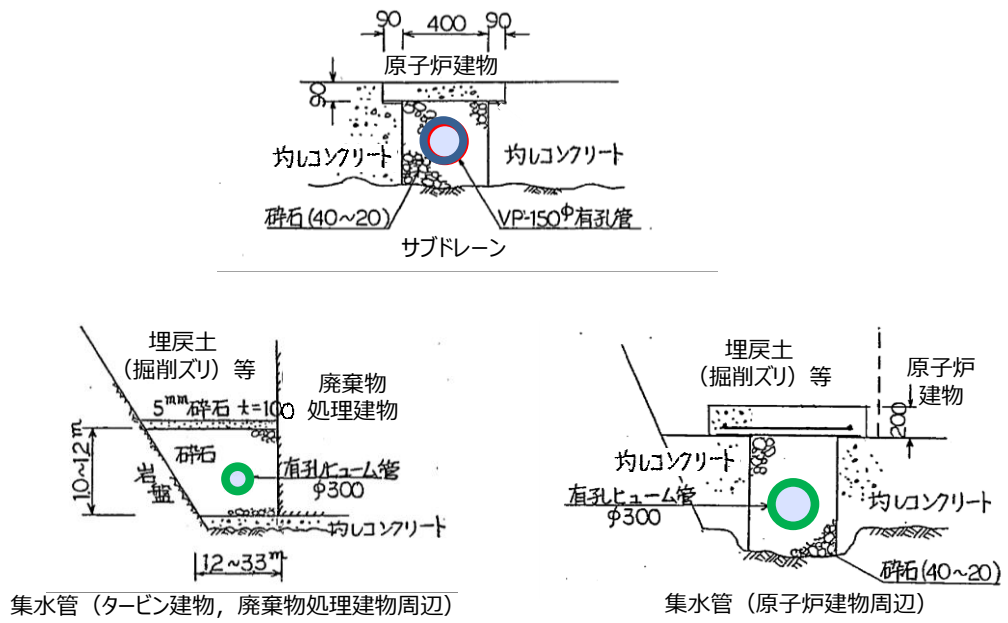 90 400 90
原子炉建物
90
均しコンクリート
均しコンクリート
砕石(40~20)
VP-150φ有孔管
サブドレーン
埋戻土
（掘削ズリ）等
廃棄物
処理建物
5mm砕石 t=100
10~12m
砕石
岩盤
有孔ヒューム管
φ300
均しコンクリート
12~33m
集水管（タービン建物，廃棄物処理建物周辺）
埋戻土
（掘削ズリ）等
原子炉
建物
200
均しコンクリート
有孔ヒューム管
φ300
均しコンクリート
砕石(40~20)
集水管（原子炉建物周辺）